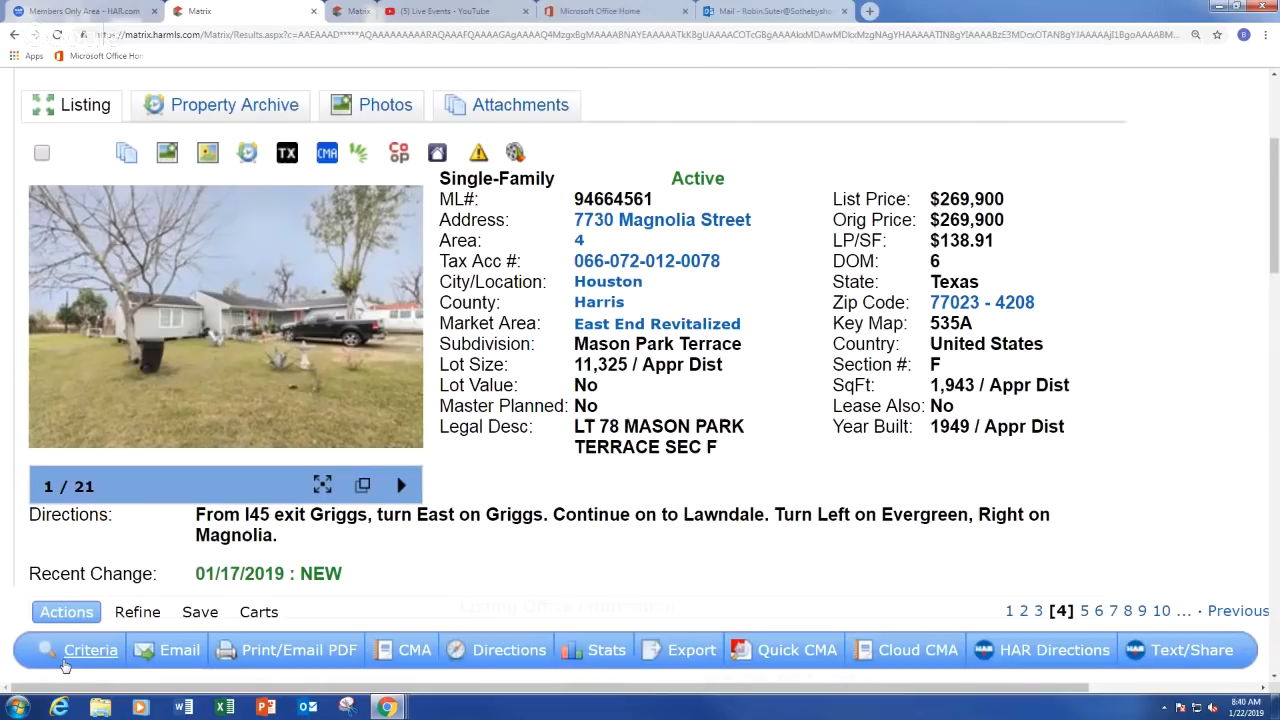 Members Only Area - HAR.com
Matrix
Matrix
(5) Live Events - YouTube
Microsoft Office Home
Mail - Robin.Suter@Sothebysho
Apps
Microsoft Office Hon
Listing
Property Archive
Photos
Attachments
TX
CMA
Single-Family Active
ML#: 94664561 List Price: $269,900
Address: 7730 Magnolia Street Orig Price: $269,900
Area: 4 LP/SF: $138.91
Tax Acc #: 066-072-012-0078 DOM: 6
City/Location: Houston State: Texas
County: Harris Zip Code: 77023 - 4208
Market Area: East End Revitalized Key Map: 535A
Subdivision: Mason Park Terrace Country: United States
Lot Size: 11,325 / Appr Dist Section #: F
Lot Value: No SqFt: 1,943 / Appr Dist
Master Planned: No Lease Also: No
Legal Desc: LT 78 MASON PARK Year Built: 1949 / Appr Dist
TERRACE SEC F
1 / 21
Directions: From I45 exit Griggs, turn East on Griggs. Continue on to Lawndale. Turn Left on Evergreen, Right on
Magnolia.
Recent Change: 01/17/2019 : NEW
Actions Refine Save Carts 1 2 3 [4] 5 6 7 8 9 10 ... · Previous
Criteria Email Print/Email PDF CMA Directions Stats Export Quick CMA Cloud CMA HAR Directions Text/Share
8:40 AM
1/22/2019